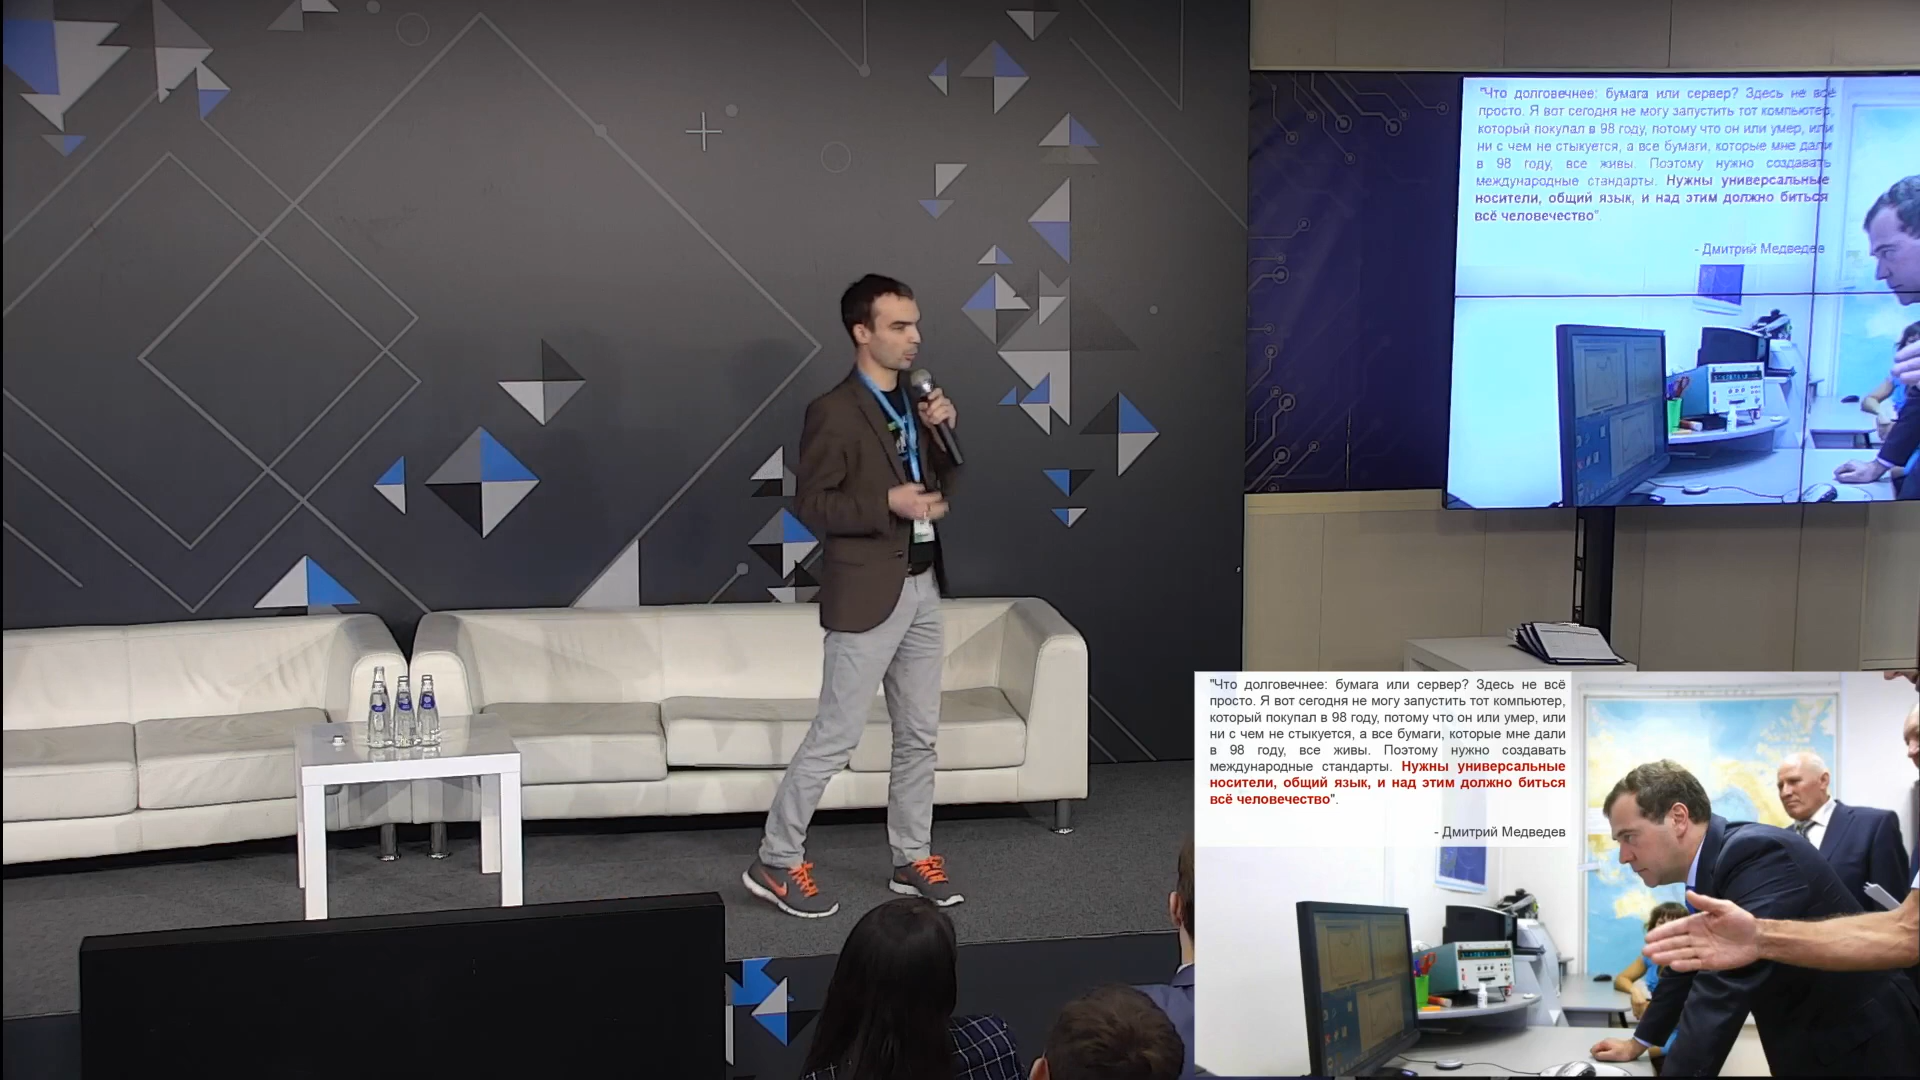 "Что долговечнее: бумага или сервер? Здесь не всё
просто. Я вот сегодня не могу запустить тот компьютер,
который покупал в 98 году, потому что он или умер, или
ни с чем не стыкуется, а все бумаги, которые мне дали
в 98 году, все живы. Поэтому нужно создавать
международные стандарты. Нужны универсальные
носители, общий язык, и над этим должно биться
всё человечество".
- Дмитрий Медведев
"Что долговечнее: бумага или сервер? Здесь не всё
просто. Я вот сегодня не могу запустить тот компьютер,
который покупал в 98 году, потому что он или умер, или
ни с чем не стыкуется, а все бумаги, которые мне дали
в 98 году, все живы. Поэтому нужно создавать
международные стандарты. Нужны универсальные
носители, общий язык, и над этим должно биться
всё человечество".
- Дмитрий Медведев